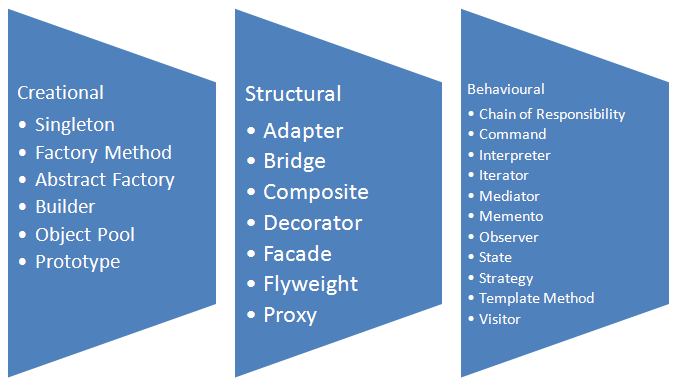 Creational
• Singleton
• Factory Method
• Abstract Factory
• Builder
• Object Pool
• Prototype
Structural
• Adapter
• Bridge
• Composite
• Decorator
• Facade
• Flyweight
• Proxy
Behavioural
• Chain of Responsibility
• Command
• Interpreter
• Iterator
• Mediator
• Memento
• Observer
• State
• Strategy
• Template Method
• Visitor